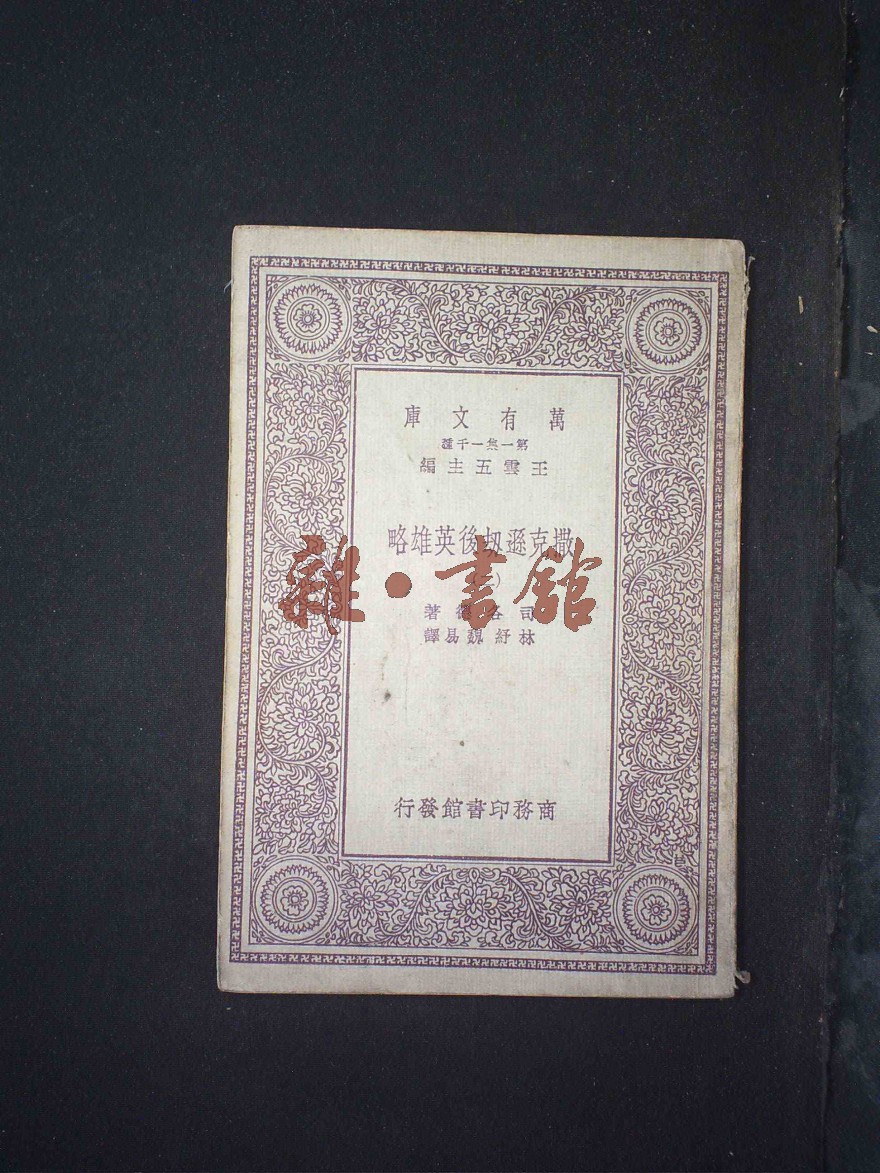 萬有文庫
第一集一千種
王雲五主編
撒克遜劫後英雄略
雜·書館
司各德著
林紓魏易譯
商務印書館發行